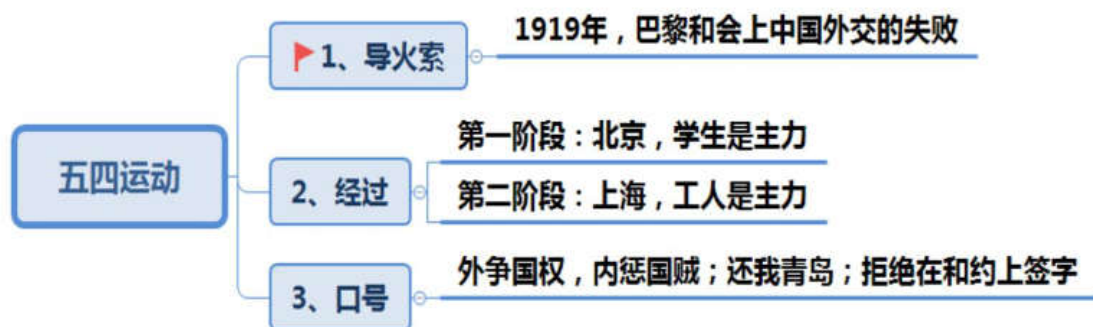 五四运动
1、导火索
1919年，巴黎和会上中国外交的失败
2、经过
第一阶段：北京，学生是主力
第二阶段：上海，工人是主力
3、口号
外争国权，内惩国贼；还我青岛；拒绝在和约上签字